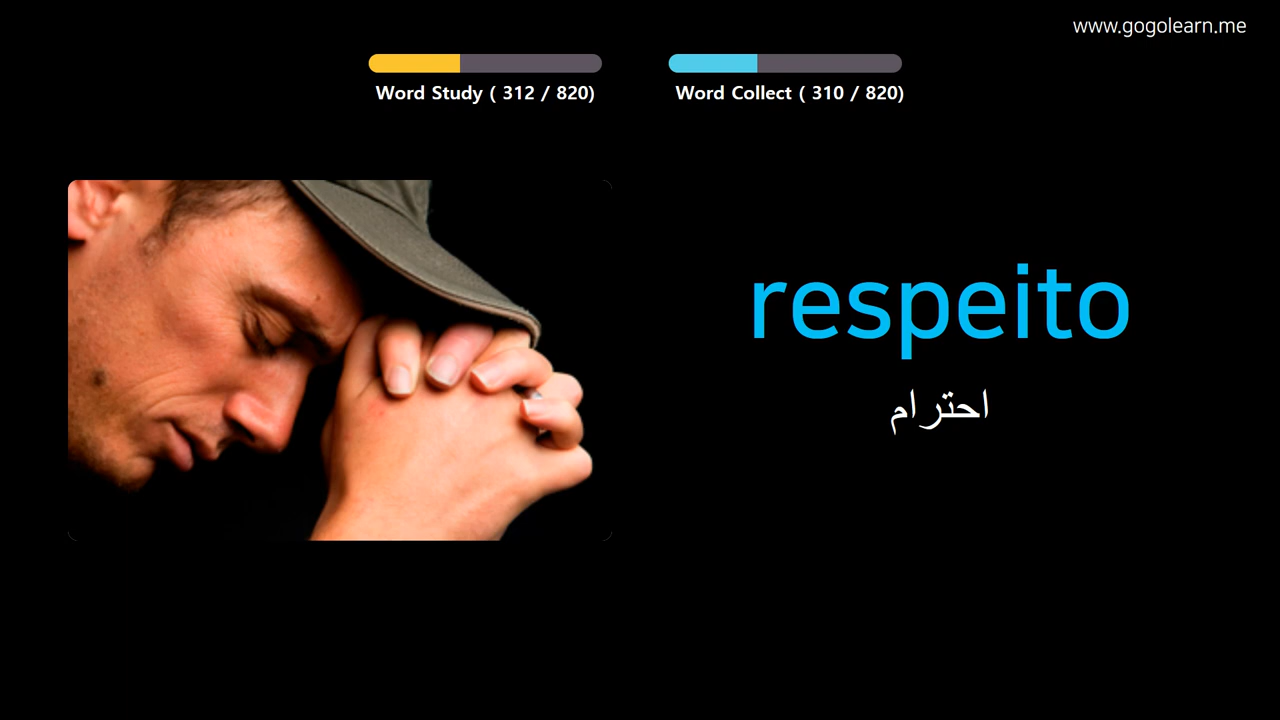 www.gogolearn.me
Word Study ( 312 / 820)
Word Collect ( 310 / 820)
respeito
احترام